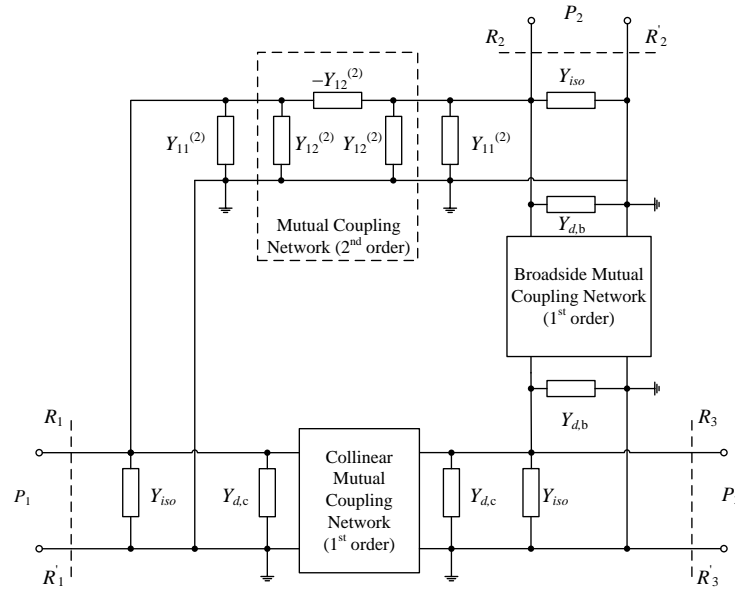 P2
R2
R'2
Yiso
–Y12(2)
Y11(2)
Y12(2)
Y12(2)
Y11(2)
Mutual Coupling
Network (2nd order)
Yd,b
Broadside Mutual
Coupling Network
(1st order)
Yd,b
R1
R3
P1
Yiso
Yd,c
Collinear
Mutual
Coupling
Network
(1st order)
Yd,c
Yiso
P
R'1
R'3